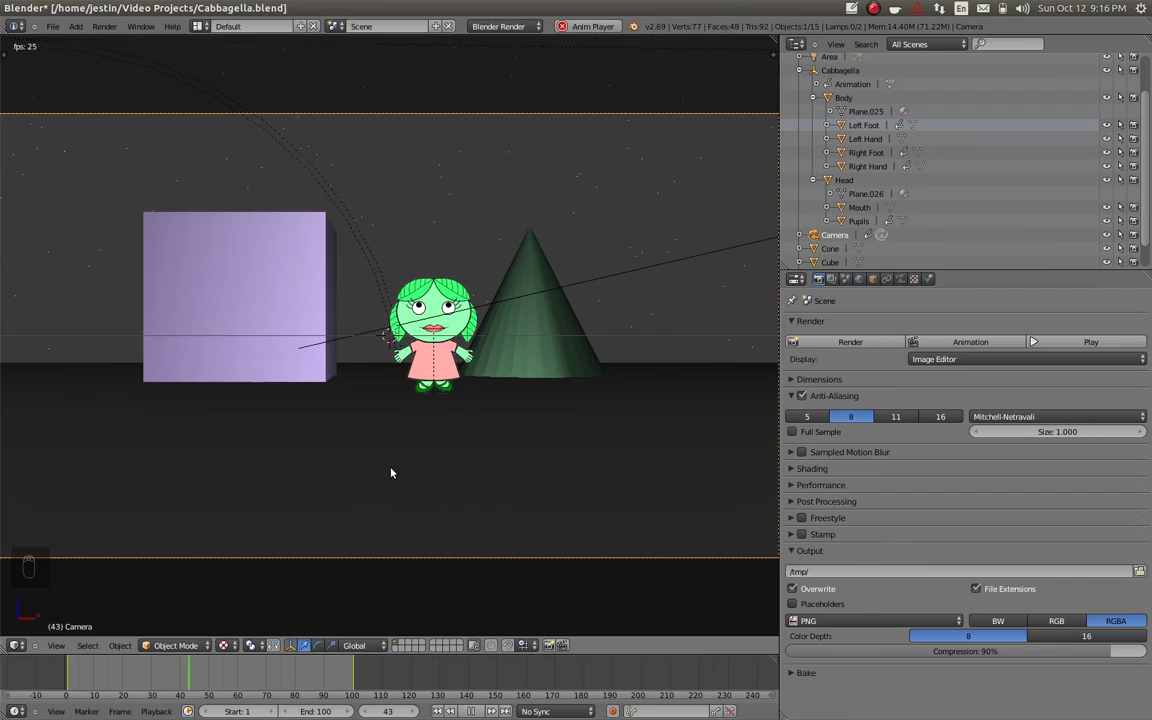 Blender* [/home/jestin/Video Projects/Cabbagella.blend]
En
Sun Oct 12, 9:16 PM
File Add Render Window Help Default Scene Blender Render Anim Player v2.69 | Verts:77 | Faces:48 | Tris:92 | Objects:1/15 | Lamps:0/2 | Mem:14.40M (71.22M) | Camera
fps: 25
View Search All Scenes
Area
Cabbagella
Animation
Body
Plane.025
Left Foot
Left Hand
Right Foot
Right Hand
Head
Plane.026
Mouth
Pupils
Camera
Cone
Cube
Scene
Render
Render Animation Play
Display: Image Editor
Dimensions
Anti-Aliasing
5 8 11 16 Mitchell-Netravali
Full Sample Size: 1.000
Sampled Motion Blur
Shading
Performance
Post Processing
Freestyle
Stamp
Output
/tmp/
Overwrite File Extensions
Placeholders
PNG BW RGB RGBA
Color Depth: 8 16
Compression: 90%
Bake
(43) Camera
View Select Object Object Mode Global
-10 0 10 20 30 40 50 60 70 80 90 100 110 120 130 140 150 160 170 180 190 200 210 220 230 240
View Marker Frame Playback Start: 1 End: 100 43 No Sync